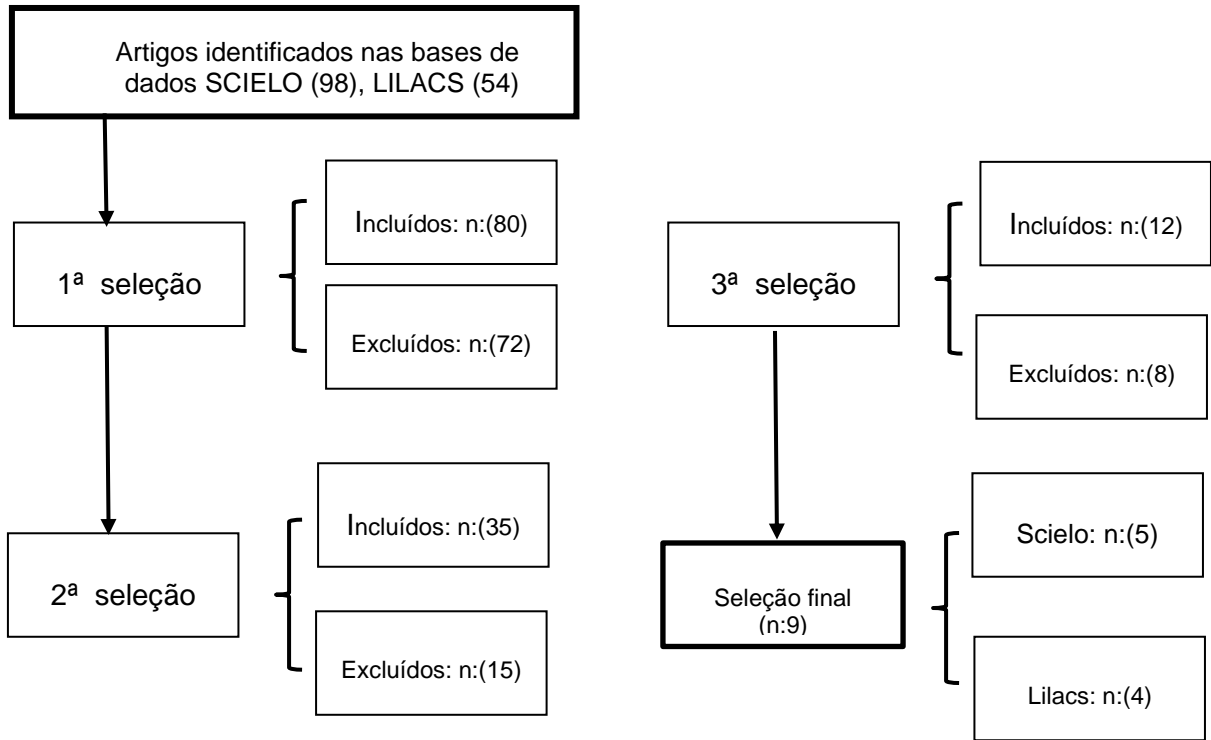 Artigos identificados nas bases de
dados SCIELO (98), LILACS (54)
1ª seleção
Incluídos: n:(80)
Excluídos: n:(72)
2ª seleção
Incluídos: n:(35)
Excluídos: n:(15)
3ª seleção
Incluídos: n:(12)
Excluídos: n:(8)
Seleção final
(n:9)
Scielo: n:(5)
Lilacs: n:(4)